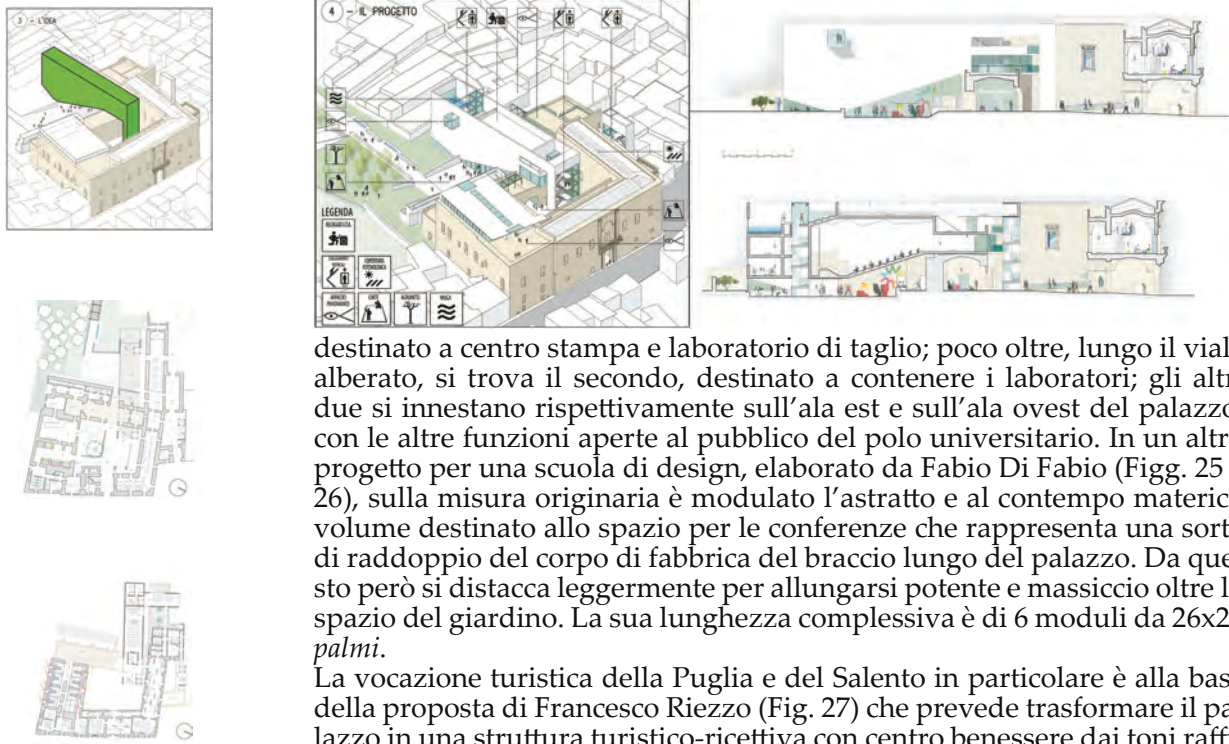 3 - L'IDEA
4 - IL PROGETTO
LEGENDA
destinato a centro stampa e laboratorio di taglio; poco oltre, lungo il vial
alberato, si trova il secondo, destinato a contenere i laboratori; gli altr
due si innestano rispettivamente sull'ala est e sull'ala ovest del palazzo
con le altre funzioni aperte al pubblico del polo universitario. In un altr
progetto per una scuola di design, elaborato da Fabio Di Fabio (Figg. 25
26), sulla misura originaria è modulato l'astratto e al contempo materic
volume destinato allo spazio per le conferenze che rappresenta una sort
di raddoppio del corpo di fabbrica del braccio lungo del palazzo. Da que
sto però si distacca leggermente per allungarsi potente e massiccio oltre l
spazio del giardino. La sua lunghezza complessiva è di 6 moduli da 26x2
palmi.
La vocazione turistica della Puglia e del Salento in particolare è alla bas
della proposta di Francesco Riezzo (Fig. 27) che prevede trasformare il pa
lazzo in una struttura turistico-ricettiva con centro benessere dai toni raffi